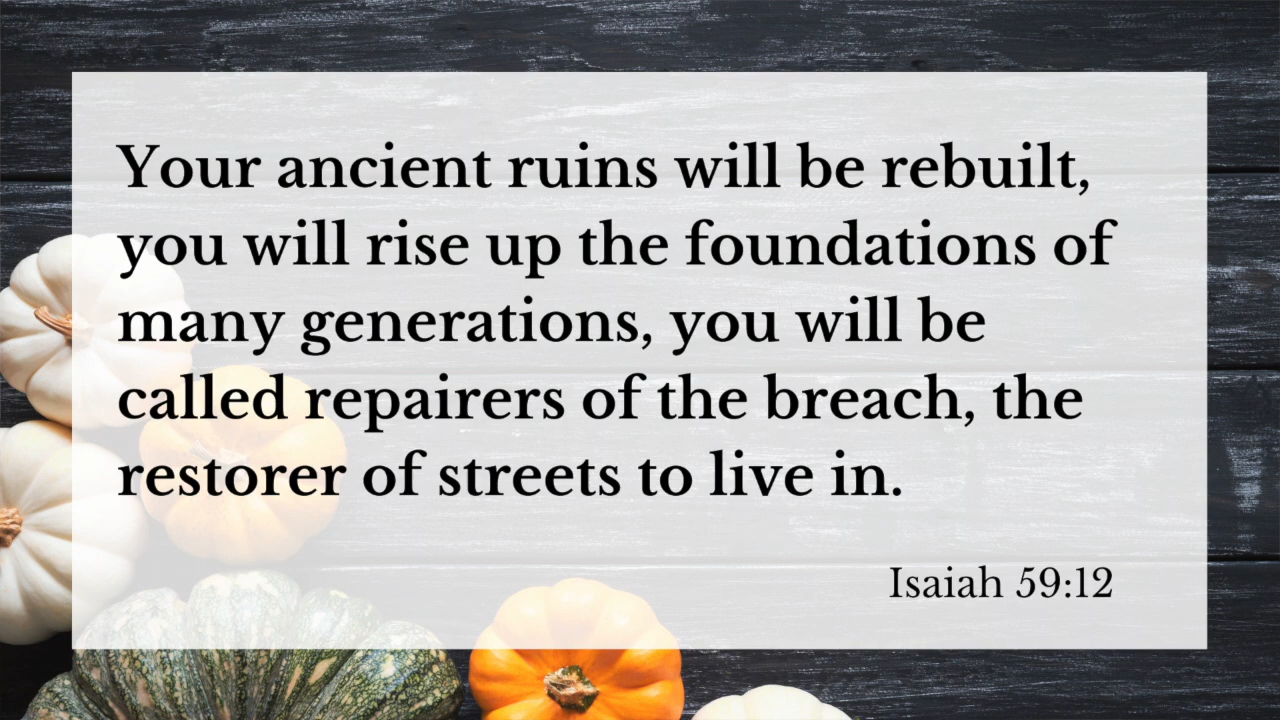 Your ancient ruins will be rebuilt,
you will rise up the foundations of
many generations, you will be
called repairers of the breach, the
restorer of streets to live in.
Isaiah 59:12